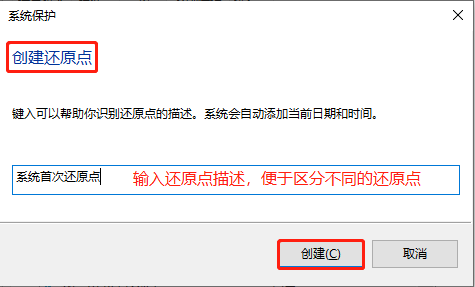 系统保护
创建还原点
键入可以帮助你识别还原点的描述。系统会自动添加当前日期和时间。
系统首次还原点 输入还原点描述，便于区分不同的还原点
创建(C) 取消